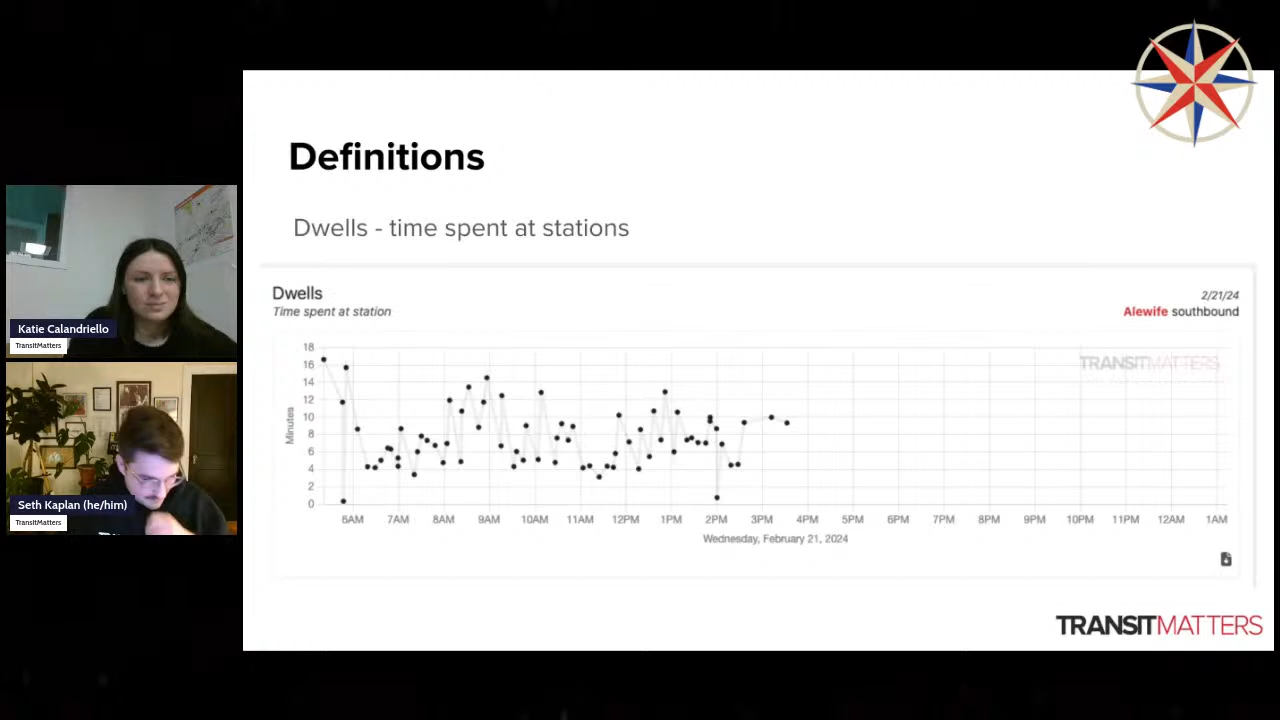 Definitions
Dwells - time spent at stations
Dwells
Time spent at station
2/21/24
Alewife southbound
TRANSITMATTERS
Minutes
18
16
14
12
10
8
6
4
2
0
6AM 7AM 8AM 9AM 10AM 11AM 12PM 1PM 2PM 3PM 4PM 5PM 6PM 7PM 8PM 9PM 10PM 11PM 12AM 1AM
Wednesday, February 21, 2024
TRANSITMATTERS
Katie Calandriello
TransitMatters
Seth Kaplan (he/him)
TransitMatters